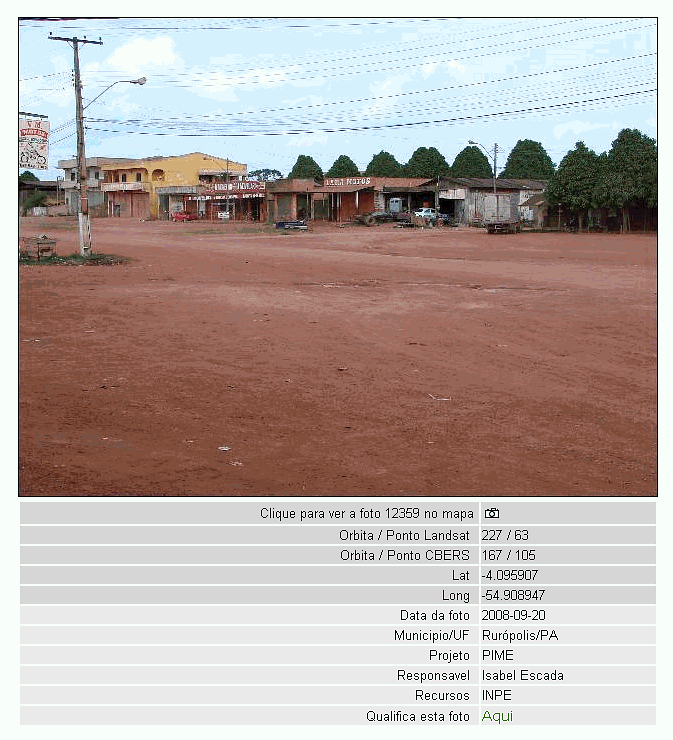 MOTOS
LARA MOTOS
Clique para ver a foto 12359 no mapa
Orbita / Ponto Landsat 227 / 63
Orbita / Ponto CBERS 167 / 105
Lat -4.095907
Long -54.908947
Data da foto 2008-09-20
Municipio/UF Rurópolis/PA
Projeto PIME
Responsavel Isabel Escada
Recursos INPE
Qualifica esta foto Aqui